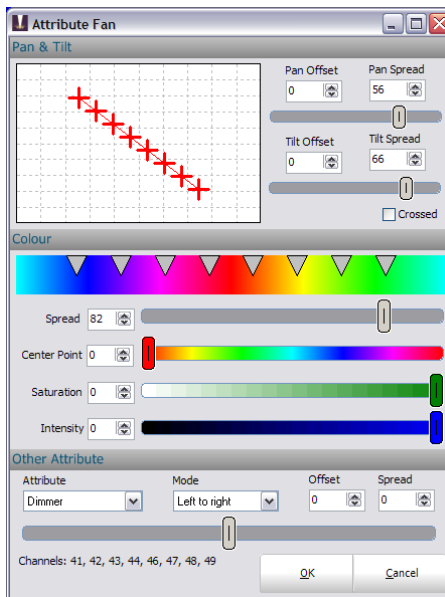 Attribute Fan
Pan & Tilt
Pan Offset Pan Spread
0 56
Tilt Offset Tilt Spread
0 66
Crossed
Colour
Spread 82
Center Point 0
Saturation 0
Intensity 0
Other Attribute
Attribute Mode Offset Spread
Dimmer Left to right 0 0
Channels: 41, 42, 43, 44, 46, 47, 48, 49
OK Cancel